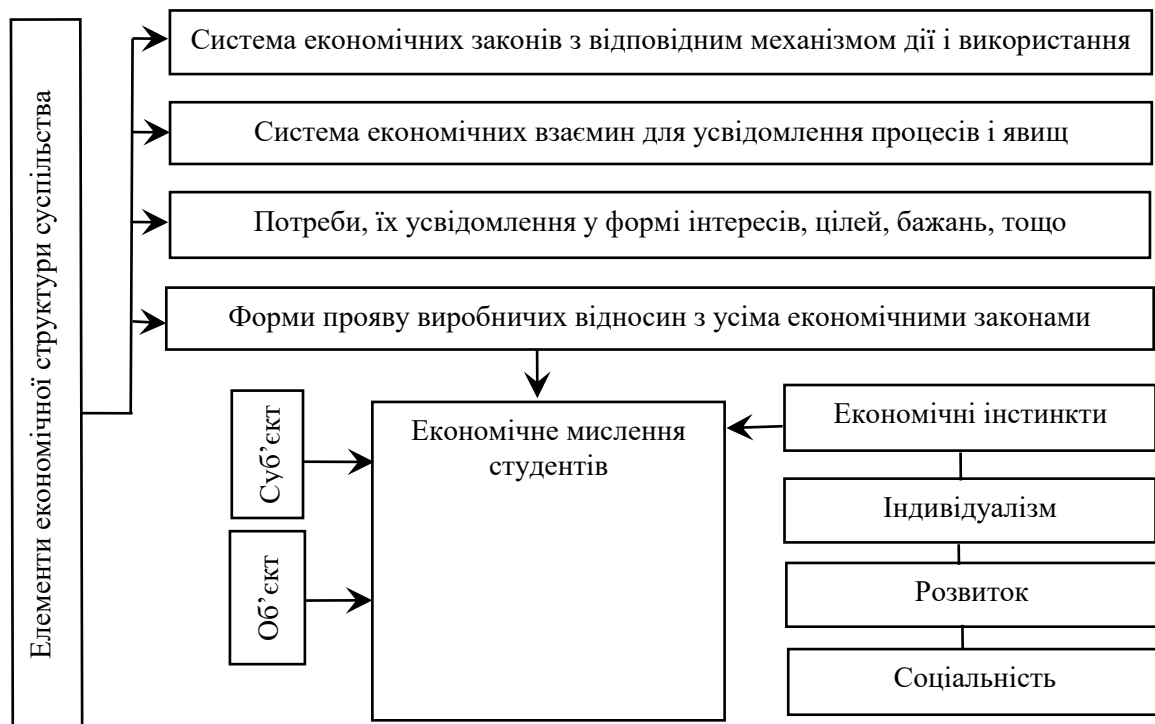 Елементи економічної структури суспільства
Система економічних законів з відповідним механізмом дії і використання
Система економічних взаємин для усвідомлення процесів і явищ
Потреби, їх усвідомлення у формі інтересів, цілей, бажань, тощо
Форми прояву виробничих відносин з усіма економічними законами
Суб’єкт
Об’єкт
Економічне мислення
студентів
Економічні інстинкти
Індивідуалізм
Розвиток
Соціальність